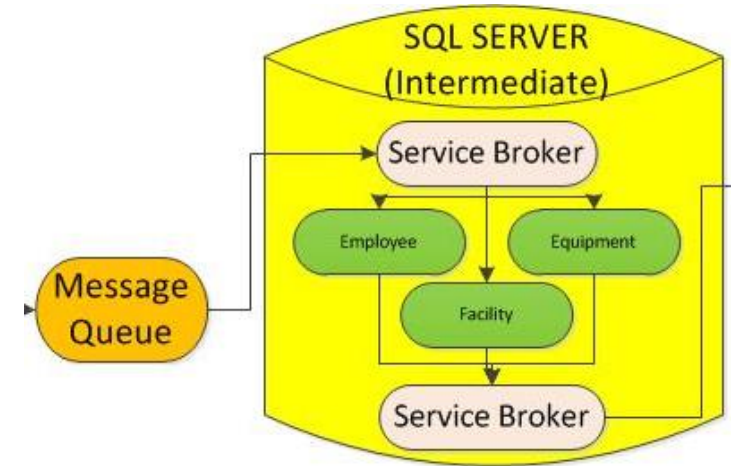 SQL SERVER
(Intermediate)
Service Broker
Employee
Equipment
Message
Queue
Facility
Service Broker